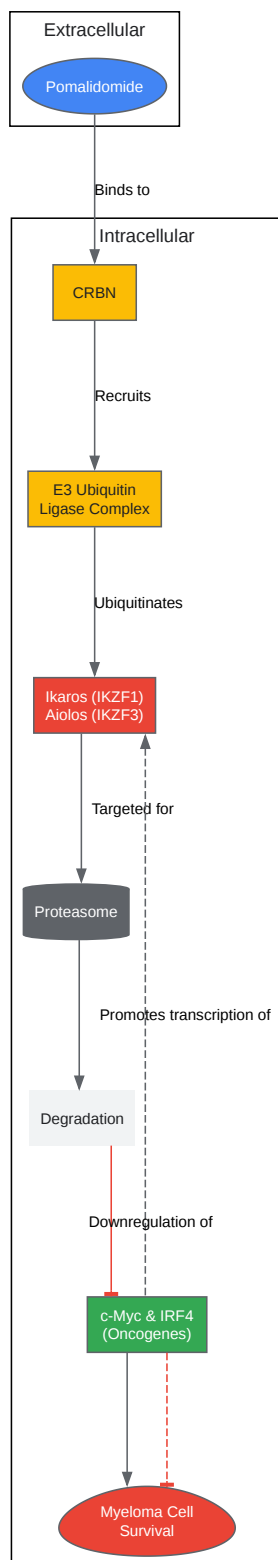 Extracellular
Pomalidomide
Binds to
Intracellular
CRBN
Recruits
E3 Ubiquitin
Ligase Complex
Ubiquitinates
Ikaros (IKZF1)
Aiolos (IKZF3)
Targeted for
Proteasome
Promotes transcription of
Degradation
Downregulation of
c-Myc & IRF4
(Oncogenes)
Myeloma Cell
Survival